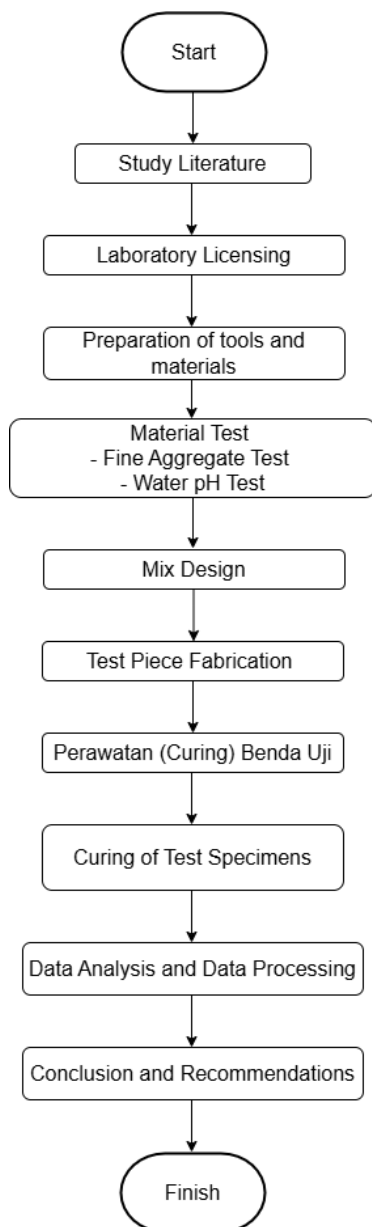 Start
Study Literature
Laboratory Licensing
Preparation of tools and
materials
Material Test
- Fine Aggregate Test
- Water pH Test
Mix Design
Test Piece Fabrication
Perawatan (Curing) Benda Uji
Curing of Test Specimens
Data Analysis and Data Processing
Conclusion and Recommendations
Finish